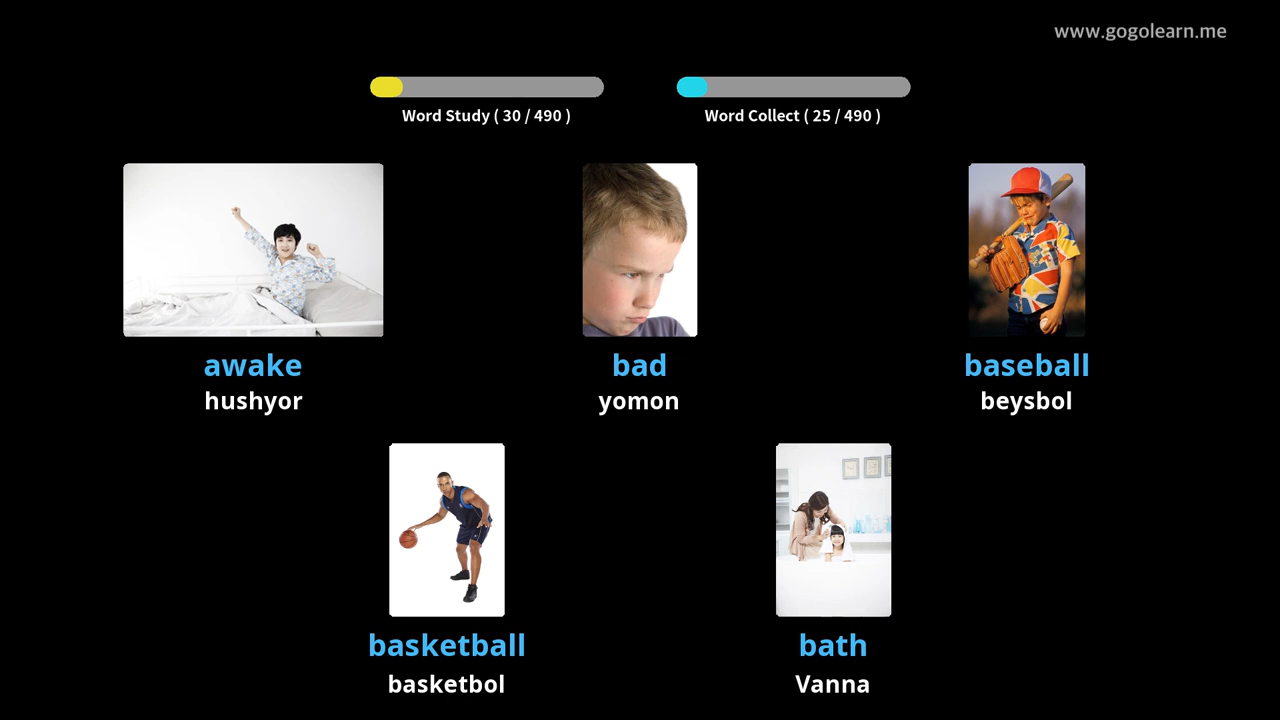 www.gogolearn.me
Word Study ( 30 / 490 )
Word Collect ( 25 / 490 )
awake
hushyor
bad
yomon
baseball
beysbol
basketball
basketbol
bath
Vanna